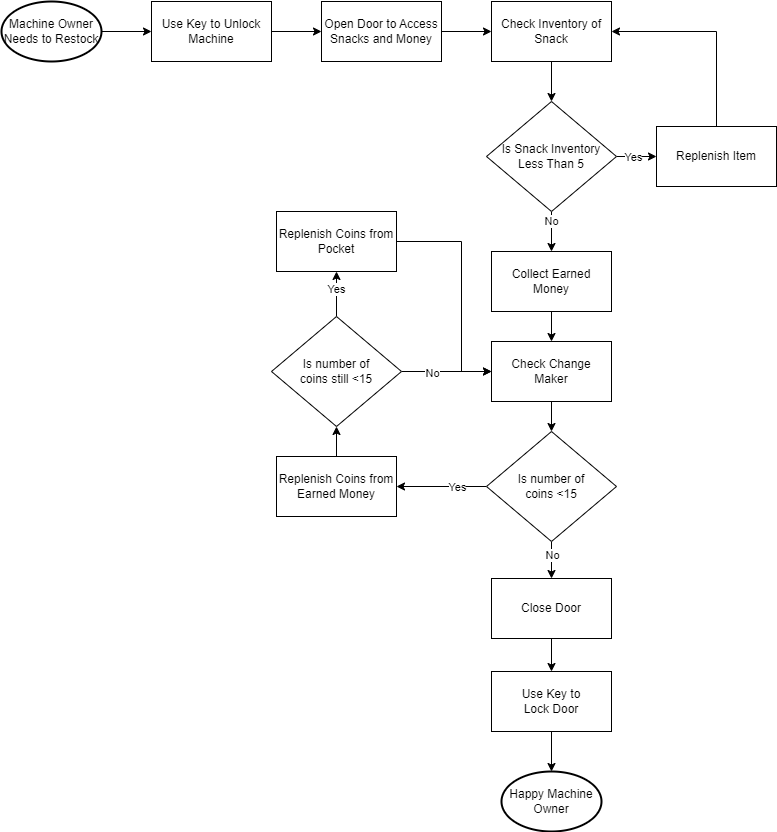 Machine Owner
Needs to Restock
Use Key to Unlock
Machine
Open Door to Access
Snacks and Money
Check Inventory of
Snack
Is Snack Inventory
Less Than 5
Yes
Replenish Item
No
Replenish Coins from
Pocket
Collect Earned
Money
Yes
Is number of
coins still <15
No
Check Change
Maker
Replenish Coins from
Earned Money
Yes
Is number of
coins <15
No
Close Door
Use Key to
Lock Door
Happy Machine
Owner